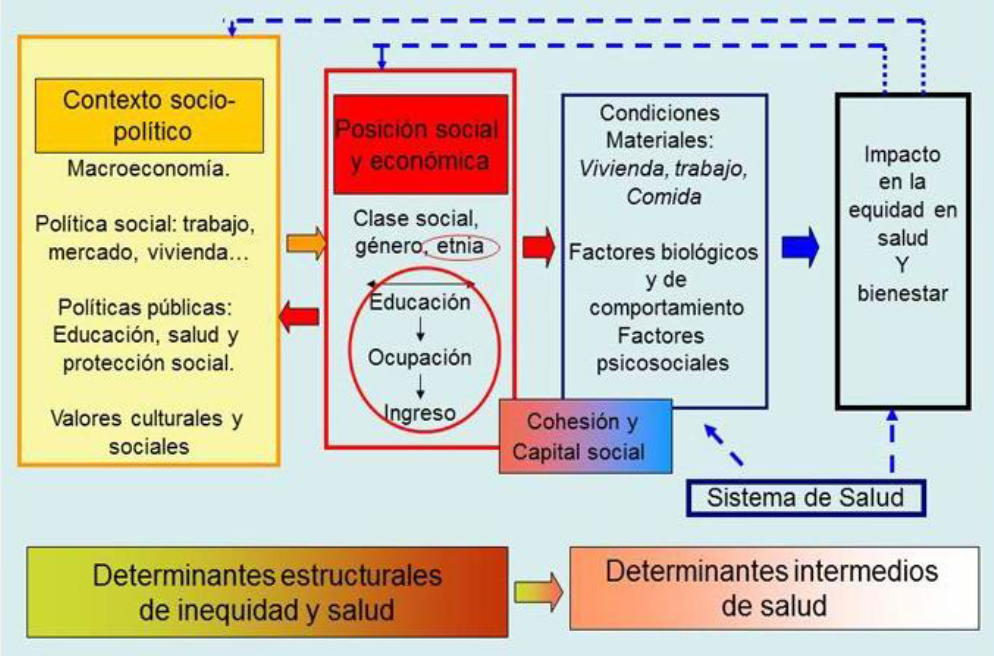 Contexto socio-
político
Macroeconomía.
Política social: trabajo,
mercado, vivienda…
Políticas públicas:
Educación, salud y
protección social.
Valores culturales y
sociales
Posición social
y económica
Clase social,
género, etnia
Educación
Ocupación
Ingreso
Cohesión y
Capital social
Condiciones
Materiales:
Vivienda, trabajo,
Comida
Factores biológicos
y de
comportamiento
Factores
psicosociales
Impacto
en la
equidad en
salud
Y
bienestar
Sistema de Salud
Determinantes estructurales
de inequidad y salud
Determinantes intermedios
de salud